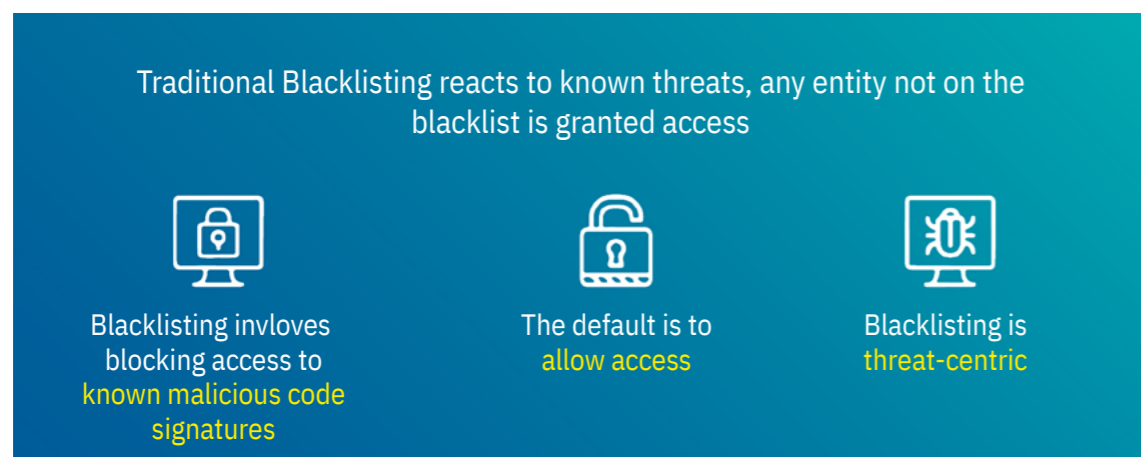 Traditional Blacklisting reacts to known threats, any entity not on the
blacklist is granted access
Blacklisting invloves
blocking access to
known malicious code
signatures
The default is to
allow access
Blacklisting is
threat-centric